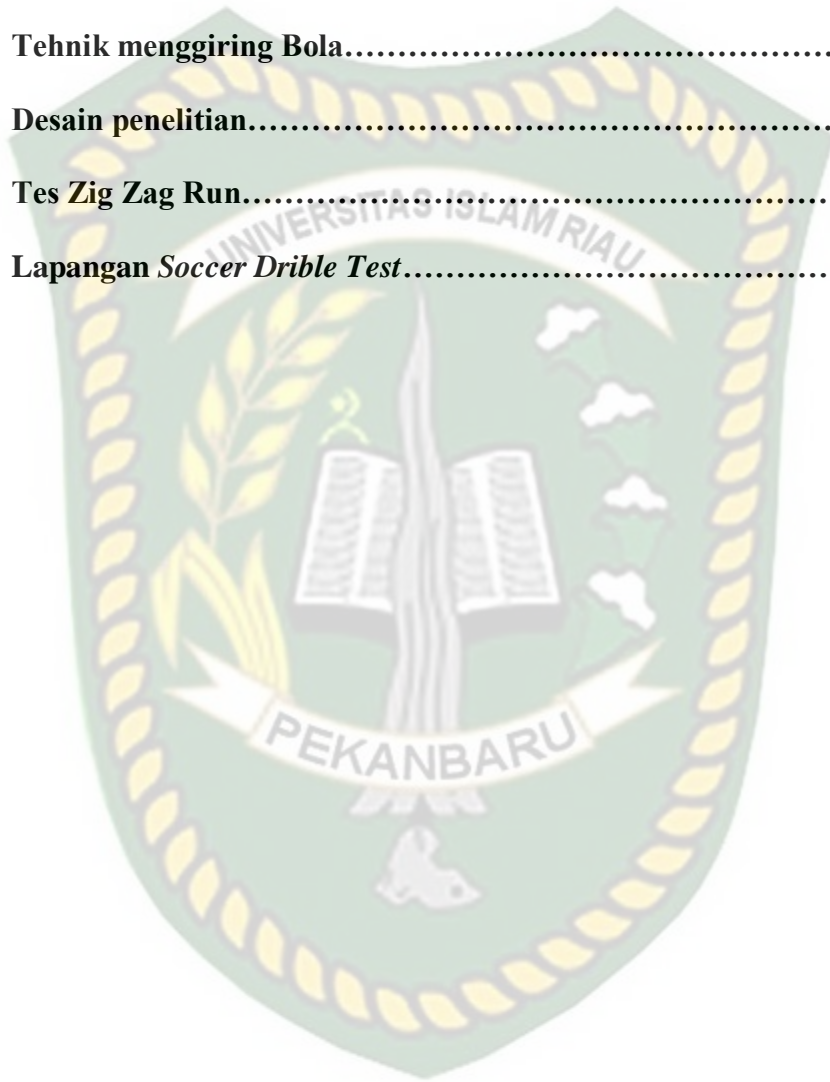 Tehnik menggiring Bola……………………………………………
Desain penelitian……………………………………………………
Tes Zig Zag Run……………………………………………………
UNIVERSITAS ISLAM RIAU
Lapangan Soccer Drible Test………………………………………
PEKANBARU